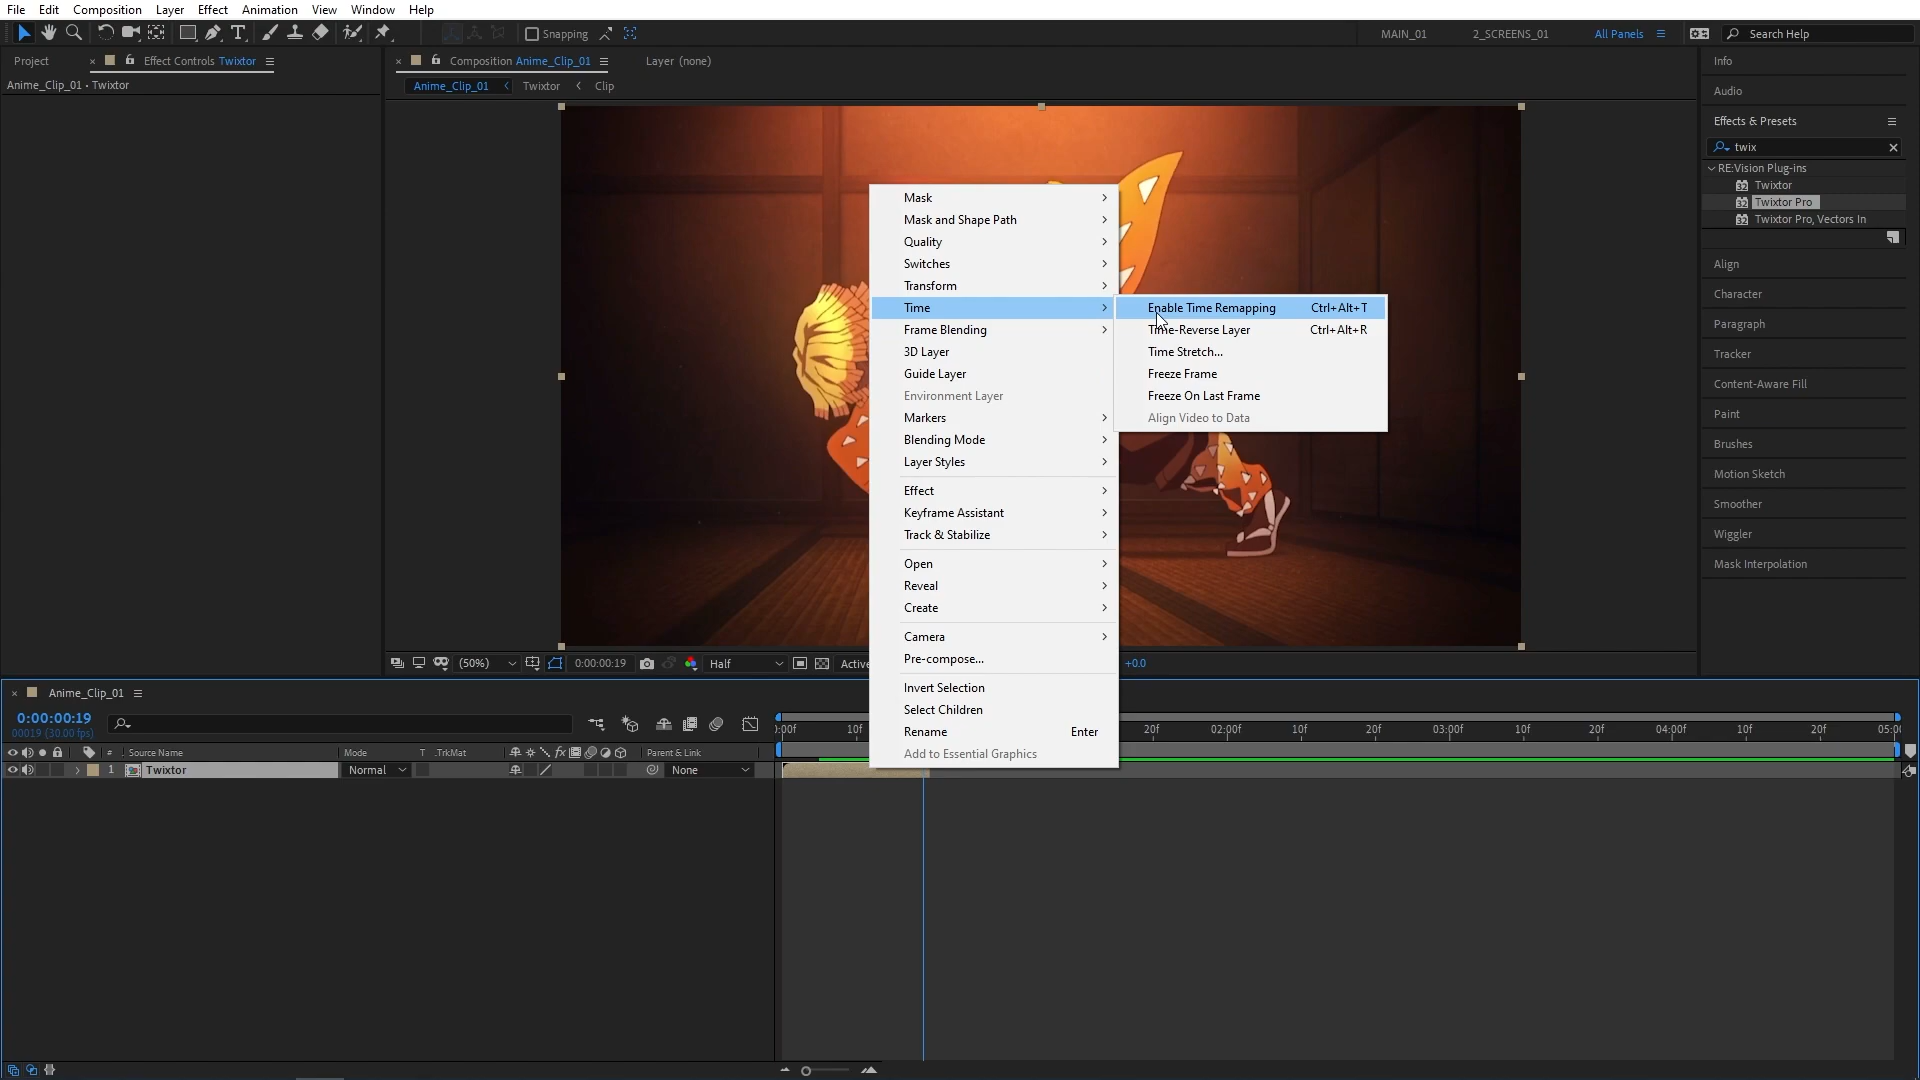 File Edit Composition Layer Effect Animation View Window Help
Snapping MAIN_01 2_SCREENS_01 All Panels Search Help
Project Effect Controls Twixtor
Anime_Clip_01 • Twixtor
Composition Anime_Clip_01 Layer (none)
Anime_Clip_01 Twixtor Clip
Info
Audio
Effects & Presets
twix
RE:Vision Plug-ins
Twixtor
Twixtor Pro
Twixtor Pro, Vectors In
Align
Character
Paragraph
Tracker
Content-Aware Fill
Paint
Brushes
Motion Sketch
Smoother
Wiggler
Mask Interpolation
Mask
Mask and Shape Path
Quality
Switches
Transform
Time
Frame Blending
3D Layer
Guide Layer
Environment Layer
Markers
Blending Mode
Layer Styles
Effect
Keyframe Assistant
Track & Stabilize
Open
Reveal
Create
Camera
Pre-compose...
Invert Selection
Select Children
Rename Enter
Add to Essential Graphics
Enable Time Remapping Ctrl+Alt+T
Time-Reverse Layer Ctrl+Alt+R
Time Stretch...
Freeze Frame
Freeze On Last Frame
Align Video to Data
(50%) 0:00:00:19 Half Active +0.0
Anime_Clip_01
0:00:00:19
00019 (30.00 fps)
:00f 10f 20f 02:00f 10f 20f 03:00f 10f 20f 04:00f 10f 20f 05:00
# Source Name Mode T .TrkMat fx Parent & Link
1 Twixtor Normal None